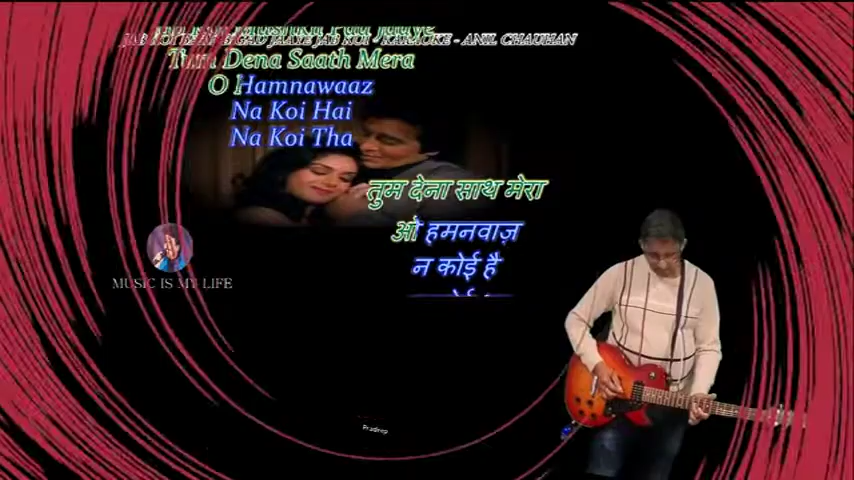 JAB KOI BAAT BIGAD JAAYE JAB KOI - KARAOKE - ANIL CHAUHAN
Tum Dena Saath Mera
O Hamnawaaz
Na Koi Hai
Na Koi Tha
तुम देना साथ मेरा
ओ हमनवाज़
न कोई है
MUSIC IS MY LIFE
Pradeep